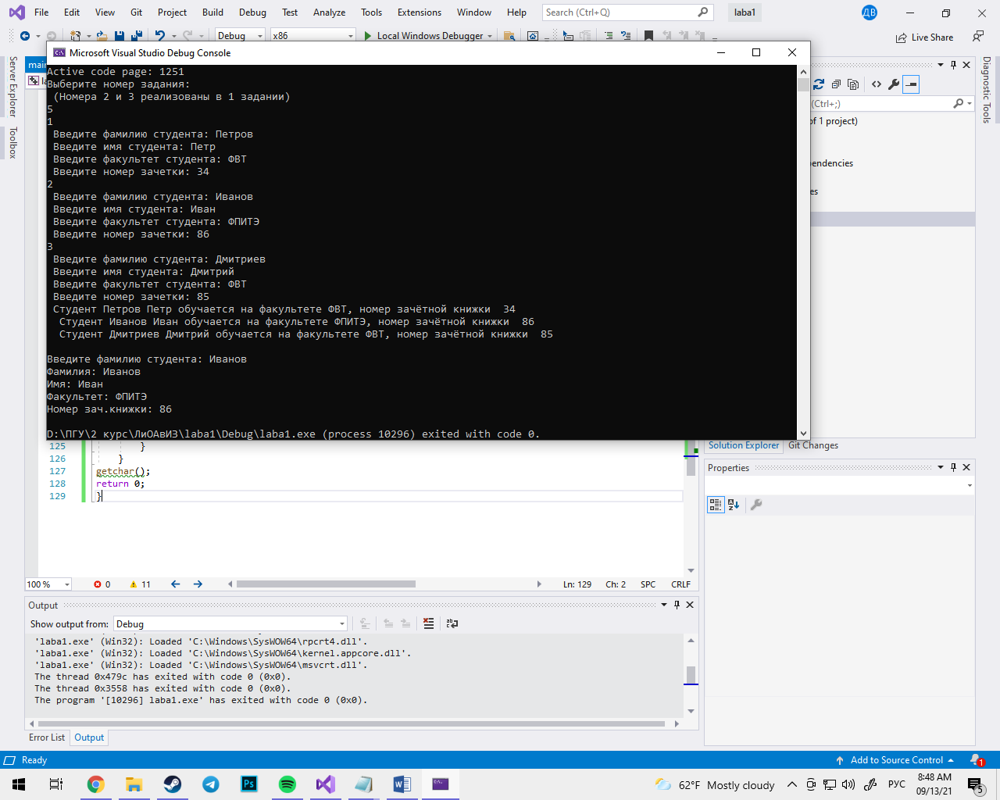 File Edit View Git Project Build Debug Test Analyze Tools Extensions Window Help Search (Ctrl+Q) laba1 ДВ
Debug x86 Local Windows Debugger Live Share
Microsoft Visual Studio Debug Console
Active code page: 1251
Выберите номер задания:
(Номера 2 и 3 реализованы в 1 задании)
5
1
Введите фамилию студента: Петров
Введите имя студента: Петр
Введите факультет студента: ФВТ
Введите номер зачетки: 34
2
Введите фамилию студента: Иванов
Введите имя студента: Иван
Введите факультет студента: ФПИТЭ
Введите номер зачетки: 86
3
Введите фамилию студента: Дмитриев
Введите имя студента: Дмитрий
Введите факультет студента: ФВТ
Введите номер зачетки: 85
Студент Петров Петр обучается на факультете ФВТ, номер зачётной книжки 34
Студент Иванов Иван обучается на факультете ФПИТЭ, номер зачётной книжки 86
Студент Дмитриев Дмитрий обучается на факультете ФВТ, номер зачётной книжки 85
Введите фамилию студента: Иванов
Фамилия: Иванов
Имя: Иван
Факультет: ФПИТЭ
Номер зач.книжки: 86
D:\ПГУ\2 курс\ЛиОАвИЗ\laba1\Debug\laba1.exe (process 10296) exited with code 0.
Server Explorer
Toolbox
main
Diagnostic Tools
(Ctrl+;)
of 1 project)
pendencies
es
Solution Explorer Git Changes
125 }
126 }
127 getchar();
128 return 0;
129 }
Properties
100 % 0 11 Ln: 129 Ch: 2 SPC CRLF
Output
Show output from: Debug
'laba1.exe' (Win32): Loaded 'C:\Windows\SysWOW64\rpcrt4.dll'.
'laba1.exe' (Win32): Loaded 'C:\Windows\SysWOW64\kernel.appcore.dll'.
'laba1.exe' (Win32): Loaded 'C:\Windows\SysWOW64\msvcrt.dll'.
The thread 0x479c has exited with code 0 (0x0).
The thread 0x3558 has exited with code 0 (0x0).
The program '[10296] laba1.exe' has exited with code 0 (0x0).
Error List Output
Ready Add to Source Control 1
62°F Mostly cloudy РУС 8:48 AM
09/13/21 5